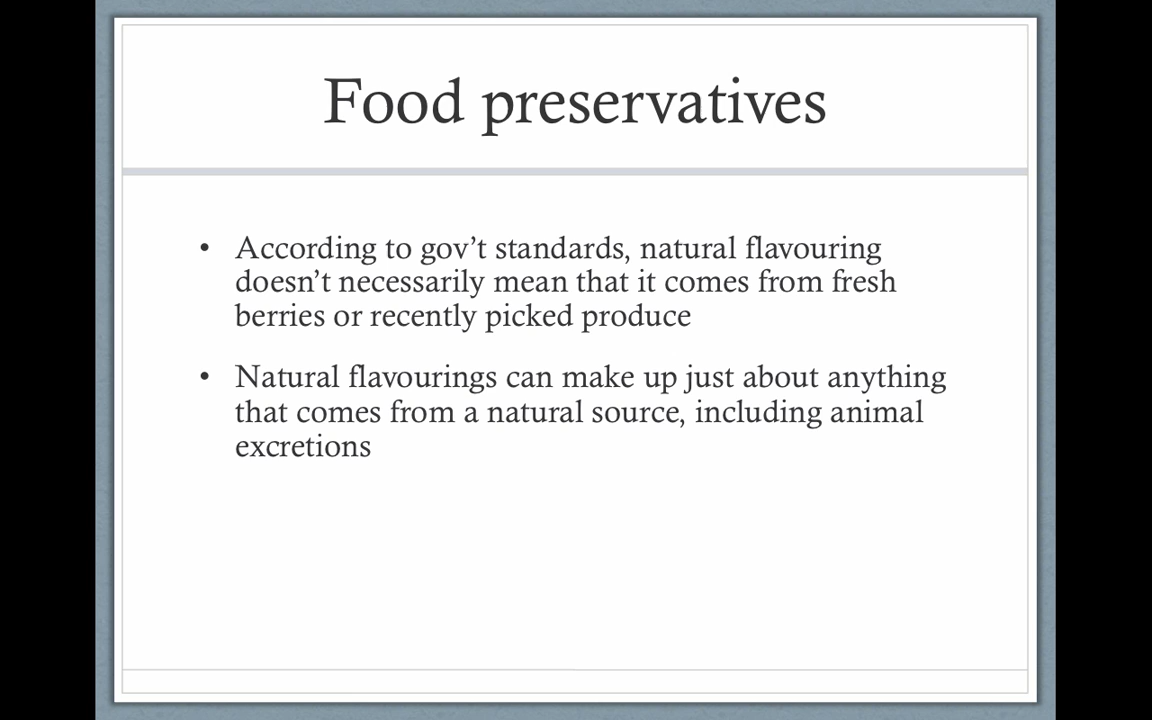 Food preservatives
• According to gov’t standards, natural flavouring
doesn’t necessarily mean that it comes from fresh
berries or recently picked produce
• Natural flavourings can make up just about anything
that comes from a natural source, including animal
excretions